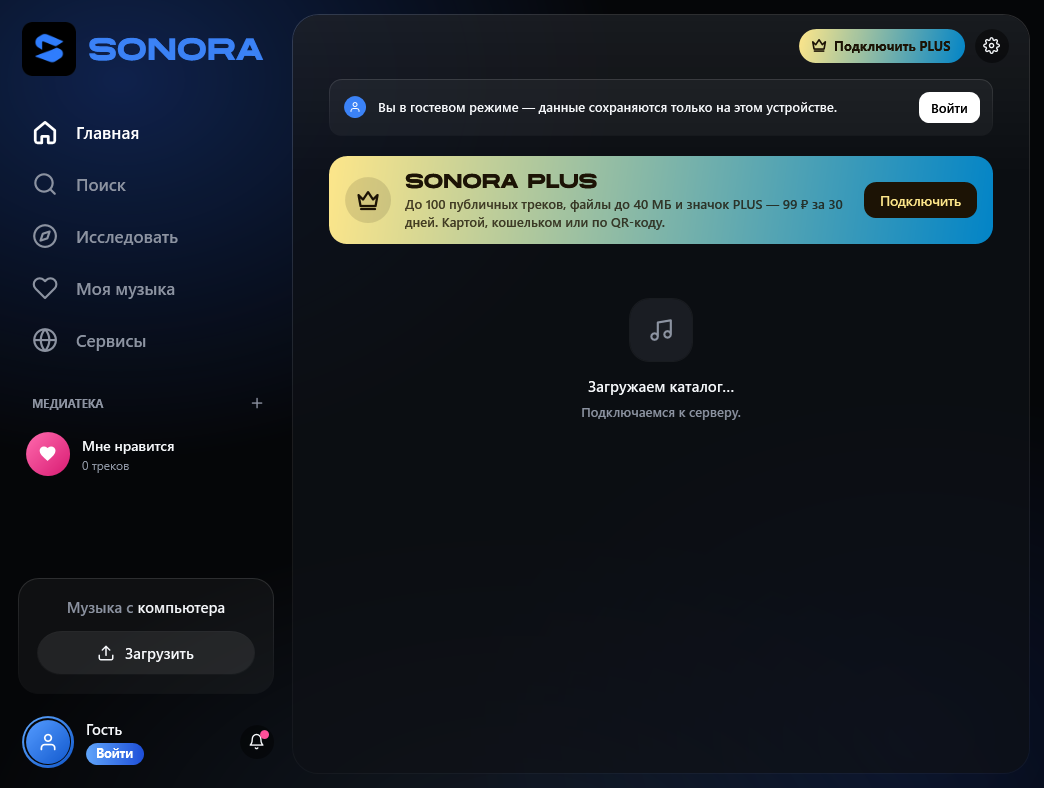 SONORA
Главная
Поиск
Исследовать
Моя музыка
Сервисы
МЕДИАТЕКА
Мне нравится
0 треков
Музыка с компьютера
Загрузить
Гость
Войти
Подключить PLUS
Вы в гостевом режиме — данные сохраняются только на этом устройстве.
Войти
SONORA PLUS
До 100 публичных треков, файлы до 40 МБ и значок PLUS — 99 ₽ за 30
дней. Картой, кошельком или по QR-коду.
Подключить
Загружаем каталог...
Подключаемся к серверу.